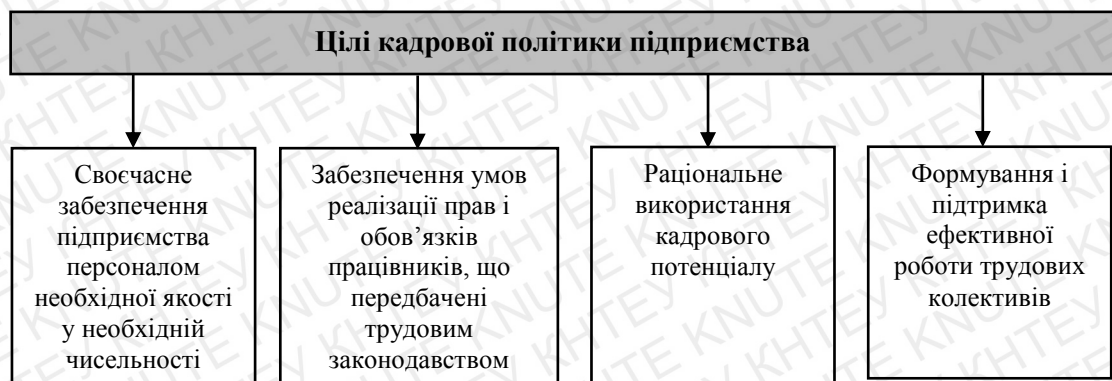 Цілі кадрової політики підприємства
Своєчасне
забезпечення
підприємства
персоналом
необхідної якості
у необхідній
чисельності
Забезпечення умов
реалізації прав і
обов’язків
працівників, що
передбачені
трудовим
законодавством
Раціональне
використання
кадрового
потенціалу
Формування і
підтримка
ефективної
роботи трудових
колективів